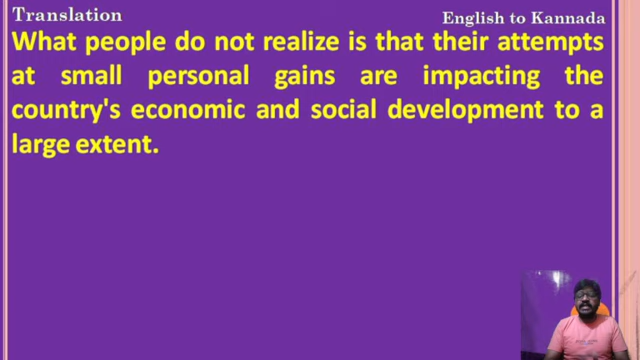 Translation
English to Kannada
What people do not realize is that their attempts
at small personal gains are impacting the
country's economic and social development to a
large extent.